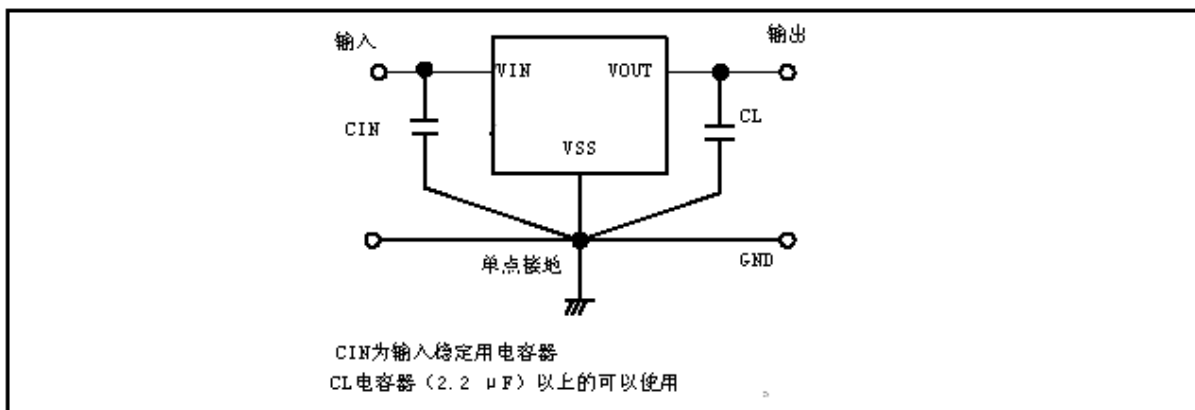 输入
输出
VIN
VOUT
CIN
CL
VSS
单点接地
GND
CIN为输入稳定用电容器
CL电容器（2.2 μF）以上的可以使用